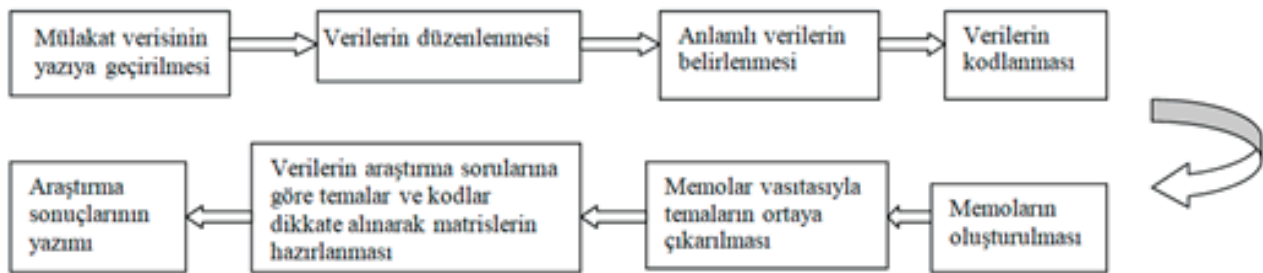 Mülakat verisinin
yazıya geçirilmesi
Verilerin düzenlenmesi
Anlamlı verilerin
belirlenmesi
Verilerin
kodlanması
Memoların
oluşturulması
Memolar vasıtasıyla
temaların ortaya
çıkarılması
Verilerin araştırma sorularına
göre temalar ve kodlar
dikkate alınarak matrislerin
hazırlanması
Araştırma
sonuçlarının
yazımı